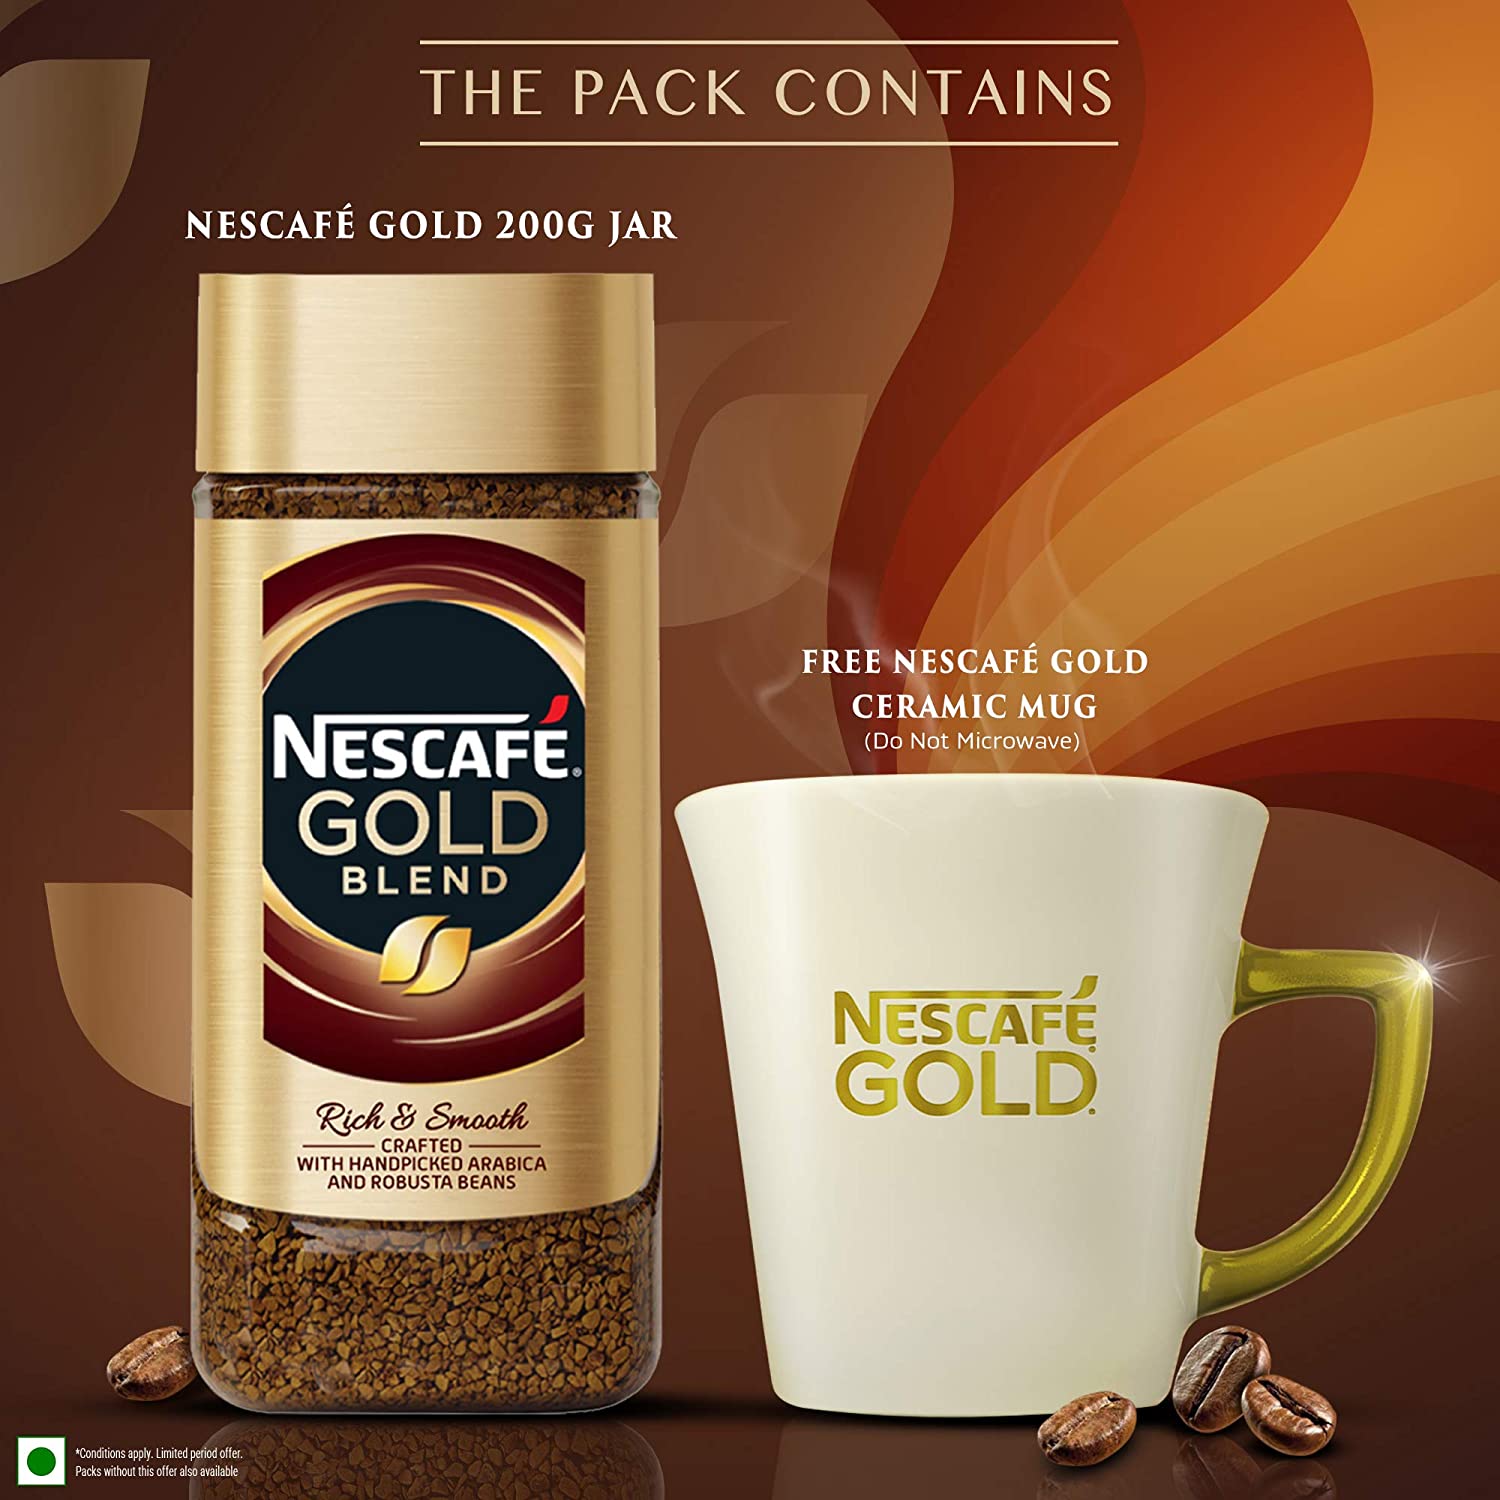 THE PACK CONTAINS
NESCAFÉ GOLD 200G JAR
NESCAFÉ®
GOLD
BLEND
Rich & Smooth
CRAFTED
WITH HANDPICKED ARABICA
AND ROBUSTA BEANS
FREE NESCAFÉ GOLD
CERAMIC MUG
(Do Not Microwave)
NESCAFÉ®
GOLD®
*Conditions apply. Limited period offer.
Packs without this offer also available